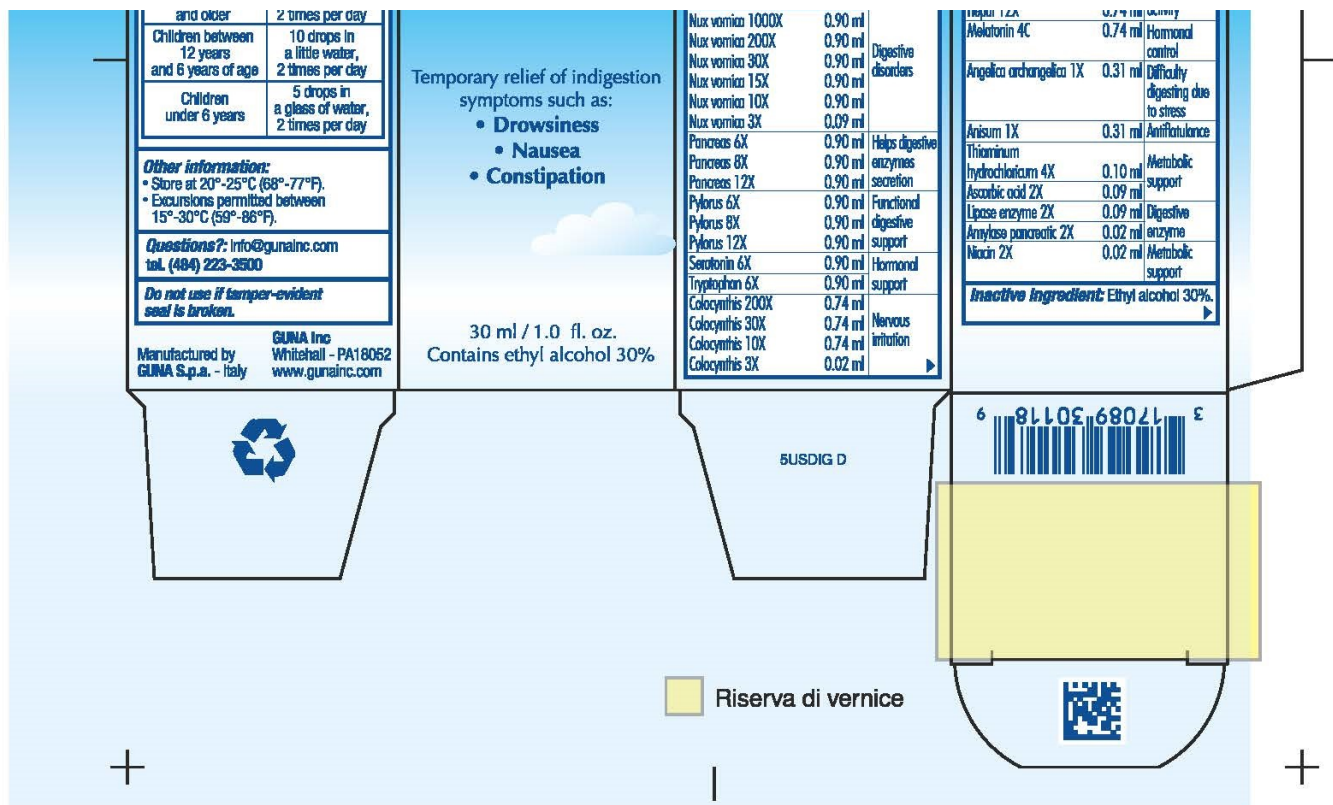 and older
2 times per day
Children between
12 years
and 6 years of age
10 drops in
a little water,
2 times per day
Children
under 6 years
5 drops in
a glass of water,
2 times per day
Other information:
• Store at 20°-25°C (68°-77°F).
• Excursions permitted between
15°-30°C (59°-86°F).
Questions?: info@gunainc.com
tel. (484) 223-3500
Do not use if tamper-evident
seal is broken.
Manufactured by
GUNA S.p.a. - Italy
GUNA Inc
Whitehall - PA18052
www.gunainc.com
Temporary relief of indigestion
symptoms such as:
• Drowsiness
• Nausea
• Constipation
30 ml / 1.0 fl. oz.
Contains ethyl alcohol 30%
Nux vomica 1000X 0.90 ml
Nux vomica 200X 0.90 ml
Nux vomica 30X 0.90 ml
Nux vomica 15X 0.90 ml
Nux vomica 10X 0.90 ml
Nux vomica 3X 0.09 ml
Digestive
disorders
Pancreas 6X 0.90 ml
Pancreas 8X 0.90 ml
Pancreas 12X 0.90 ml
Helps digestive
enzymes
secretion
Pylorus 6X 0.90 ml
Pylorus 8X 0.90 ml
Pylorus 12X 0.90 ml
Functional
digestive
support
Serotonin 6X 0.90 ml
Tryptophan 6X 0.90 ml
Hormonal
support
Colocynthis 200X 0.74 ml
Colocynthis 30X 0.74 ml
Colocynthis 10X 0.74 ml
Colocynthis 3X 0.02 ml
Nervous
irritation
Hepar 12X 0.74 ml activity
Melatonin 4C 0.74 ml
Hormonal
control
Angelica archangelica 1X 0.31 ml
Difficulty
digesting due
to stress
Anisum 1X 0.31 ml Antiflatulance
Thiaminum
hydrochloricum 4X 0.10 ml
Ascorbic acid 2X 0.09 ml
Metabolic
support
Lipase enzyme 2X 0.09 ml
Amylase pancreatic 2X 0.02 ml
Digestive
enzyme
Niacin 2X 0.02 ml
Metabolic
support
Inactive Ingredient: Ethyl alcohol 30%.
5USDIG D
3 17089 30118 9
Riserva di vernice